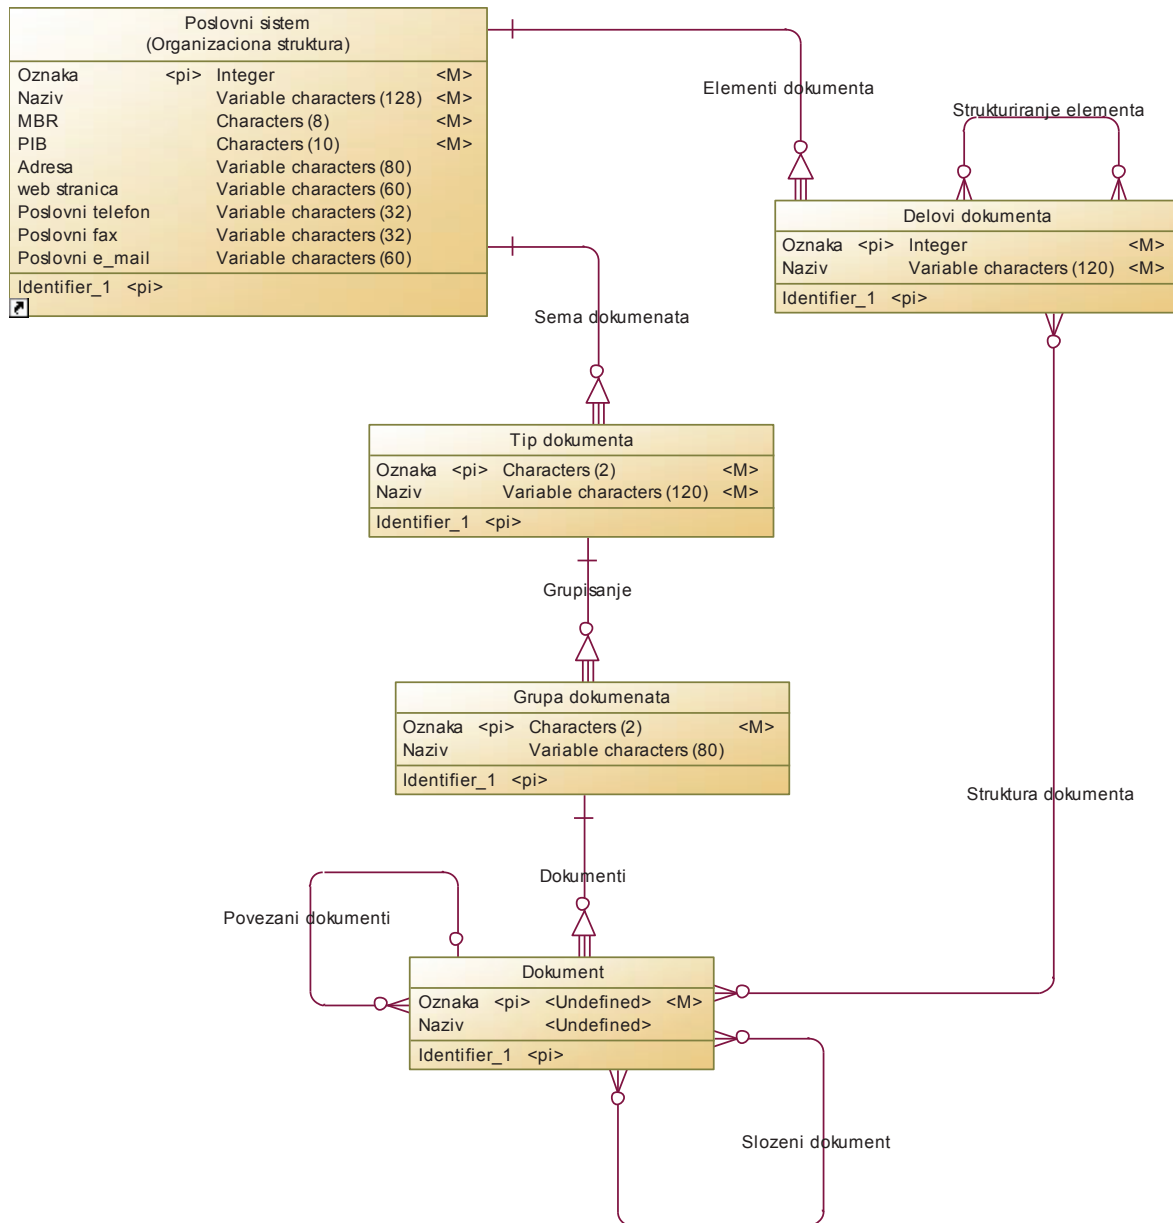 Poslovni sistem
(Organizaciona struktura)
Oznaka <pi> Integer <M>
Naziv Variable characters (128) <M>
MBR Characters (8) <M>
PIB Characters (10) <M>
Adresa Variable characters (80)
web stranica Variable characters (60)
Poslovni telefon Variable characters (32)
Poslovni fax Variable characters (32)
Poslovni e_mail Variable characters (60)
Identifier_1 <pi>
Elementi dokumenta
Strukturiranje elementa
Delovi dokumenta
Oznaka <pi> Integer <M>
Naziv Variable characters (120) <M>
Identifier_1 <pi>
Sema dokumenata
Tip dokumenta
Oznaka <pi> Characters (2) <M>
Naziv Variable characters (120) <M>
Identifier_1 <pi>
Grupisanje
Grupa dokumenata
Oznaka <pi> Characters (2) <M>
Naziv Variable characters (80)
Identifier_1 <pi>
Struktura dokumenta
Dokumenti
Povezani dokumenti
Dokument
Oznaka <pi> <Undefined> <M>
Naziv <Undefined>
Identifier_1 <pi>
Slozeni dokument